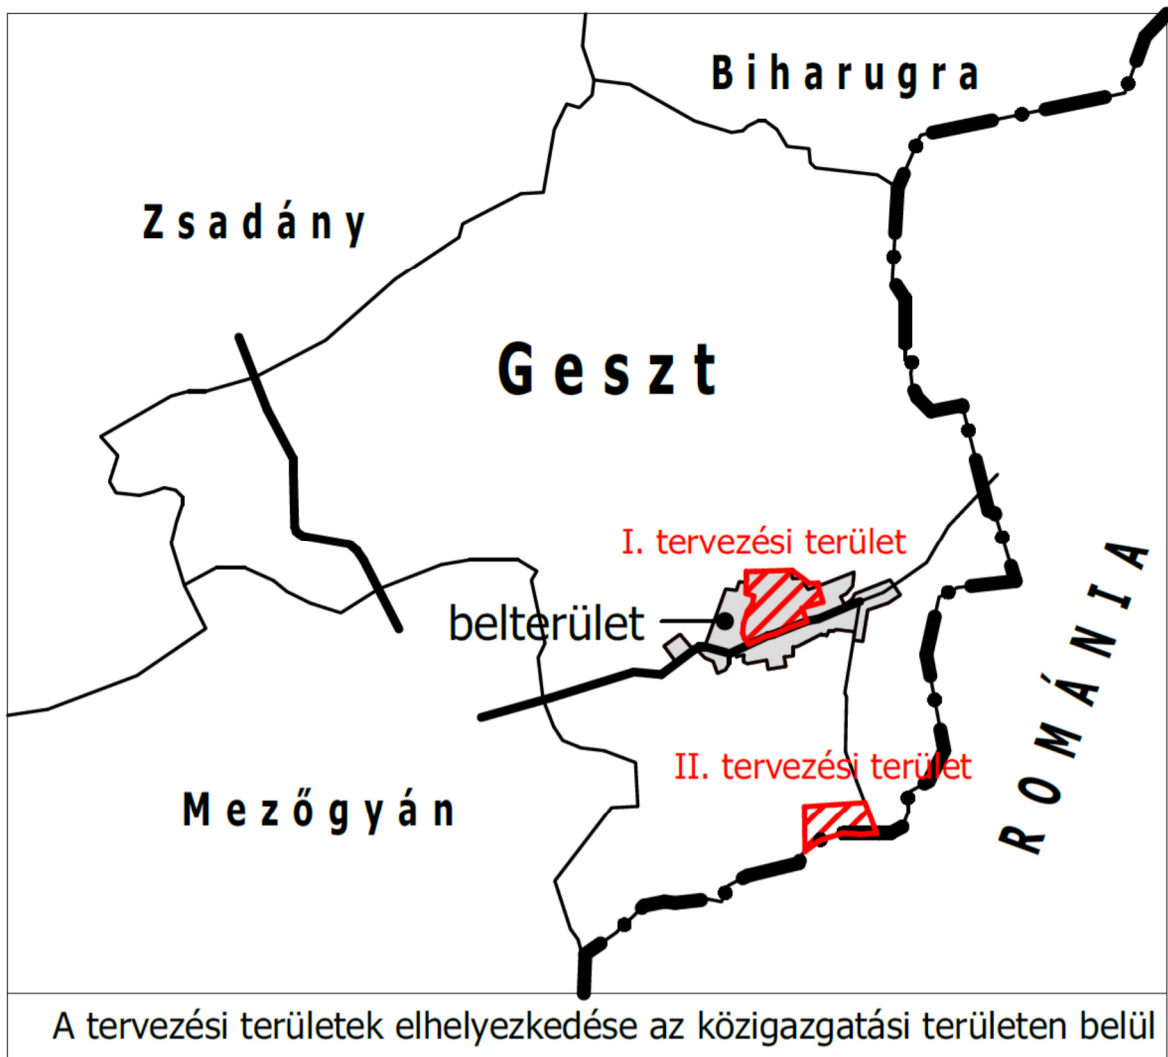 Biharugra
Zsadány
Geszt
I. tervezési terület
belterület
II. tervezési terület
Mezőgyán
ROMÁNIA
A tervezési területek elhelyezkedése az közigazgatási területen belül